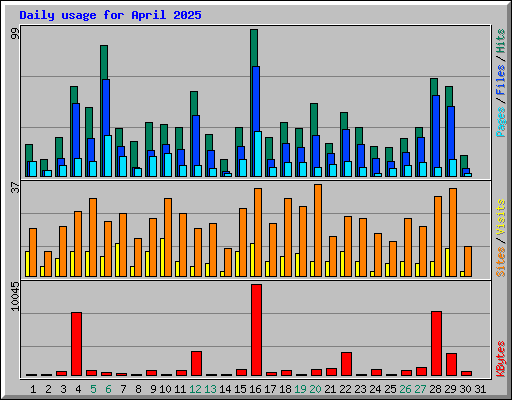 Daily usage for April 2025
99
Pages / Files / Hits
37
Sites / Visits
10045
KBytes
1 2 3 4 5 6 7 8 9 10 11 12 13 14 15 16 17 18 19 20 21 22 23 24 25 26 27 28 29 30 31